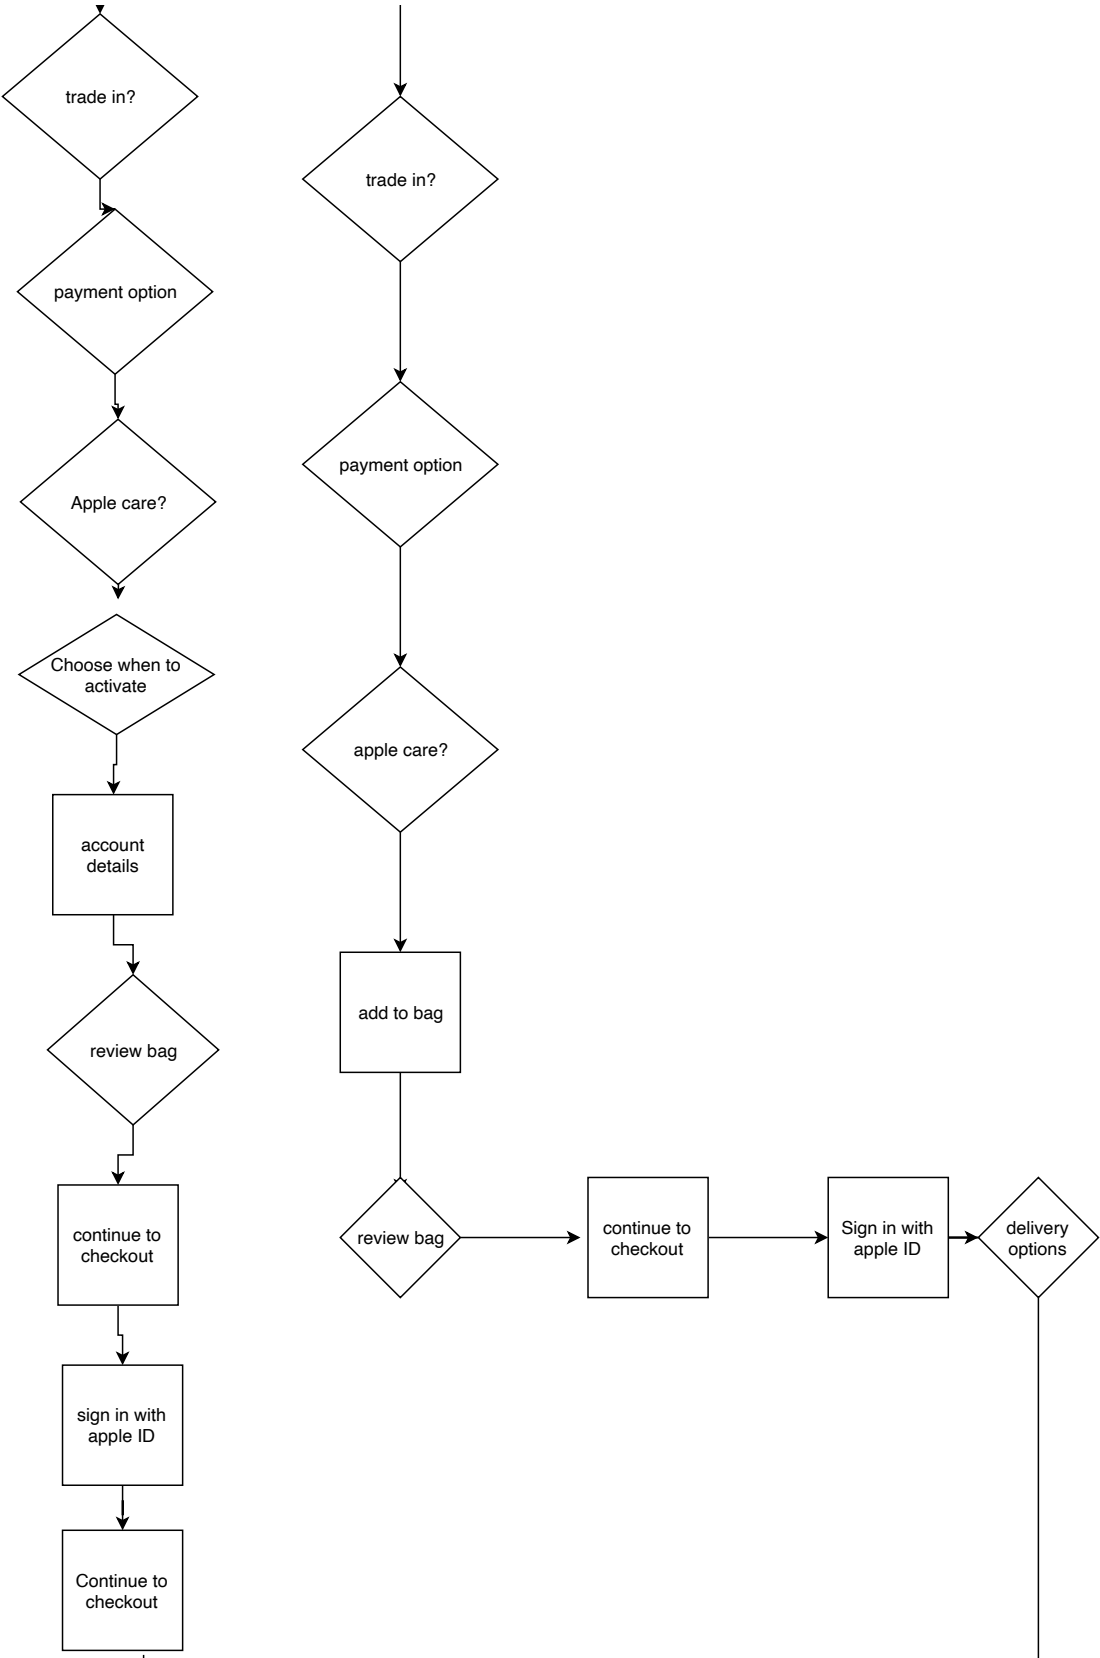 trade in?
payment option
Apple care?
Choose when to
activate
account
details
review bag
continue to
checkout
sign in with
apple ID
Continue to
checkout
trade in?
payment option
apple care?
add to bag
review bag
continue to
checkout
Sign in with
apple ID
delivery
options